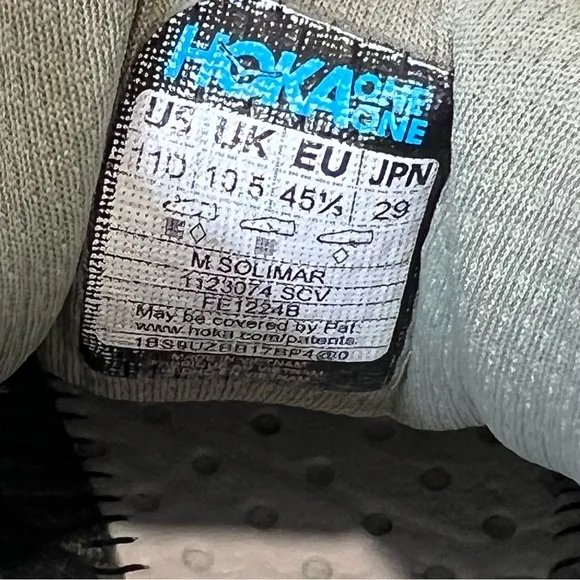 HOKA ONE ONE
US UK EU JPN
11D 10.5 45⅓ 29
M SOLIMAR
1123074 SCV
FE1224B
May be covered by Pat.
www.hoka.com/patents